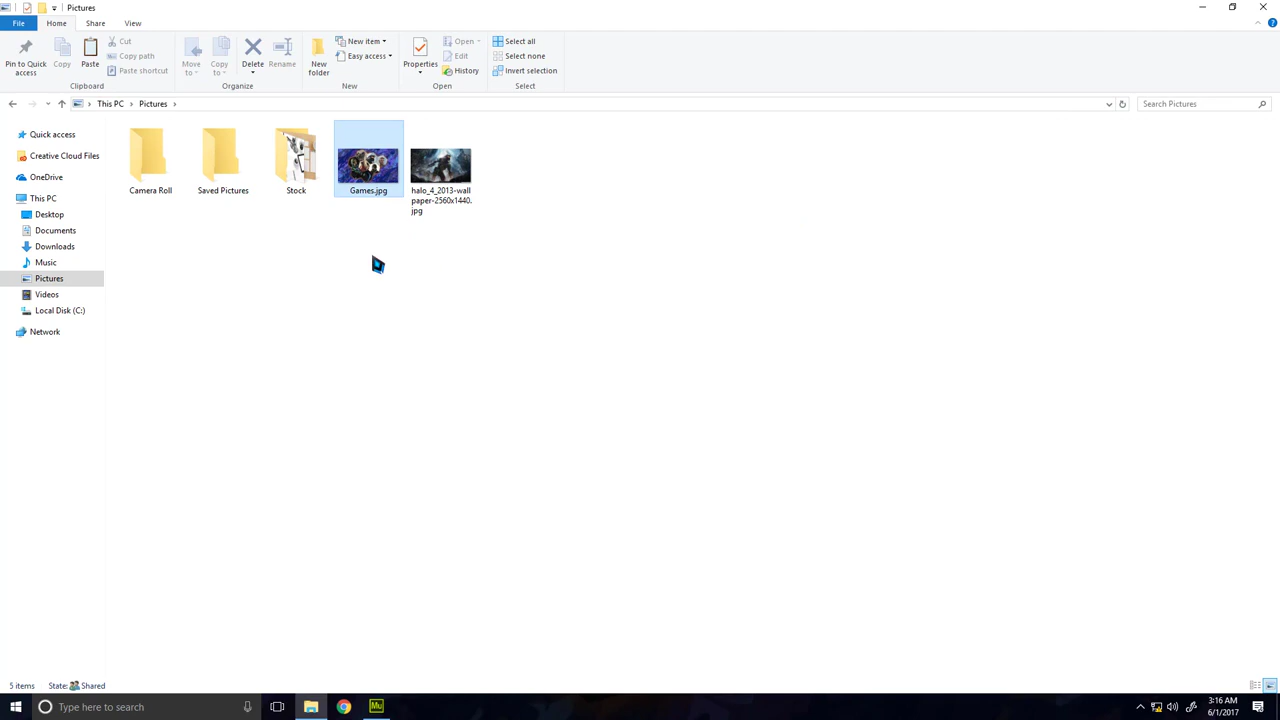 Pictures
File Home Share View
Pin to Quick access
Copy
Paste
Cut
Copy path
Paste shortcut
Clipboard
Move to
Copy to
Delete
Rename
Organize
New folder
New item
Easy access
New
Properties
Open
Edit
History
Open
Select all
Select none
Invert selection
Select
This PC Pictures
Search Pictures
Quick access
Creative Cloud Files
OneDrive
This PC
Desktop
Documents
Downloads
Music
Pictures
Videos
Local Disk (C:)
Network
Camera Roll
Saved Pictures
Stock
Games.jpg
halo_4_2013-wall
paper-2560x1440.
jpg
5 items State: Shared
Type here to search
Mu
3:16 AM
6/1/2017